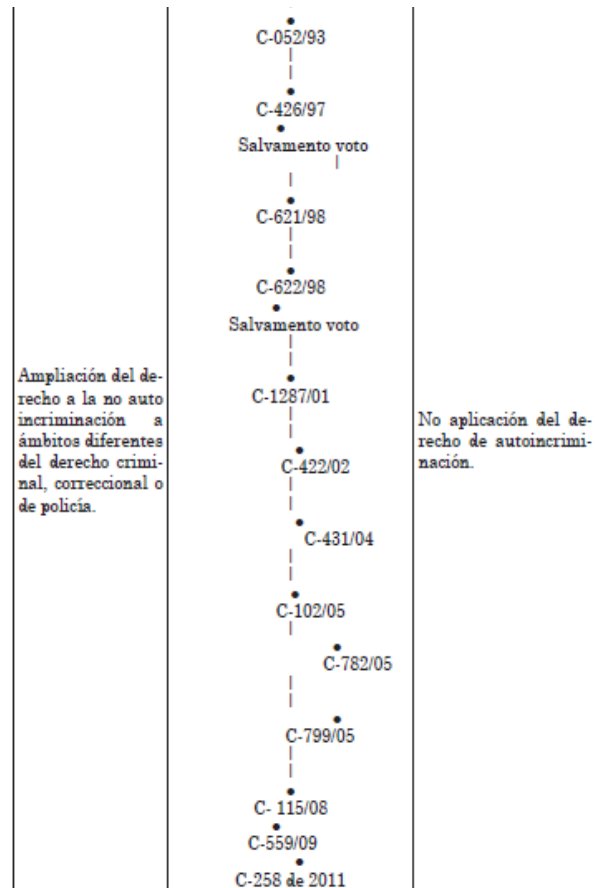 C-052/93
C-426/97
Salvamento voto
C-621/98
C-622/98
Salvamento voto
Ampliación del de-
recho a la no auto
incriminación a
ámbitos diferentes
del derecho crimi-
nal, correccional o
de policía.
C-1287/01
C-422/02
C-431/04
C-102/05
C-782/05
C-799/05
C- 115/08
C-559/09
C-258 de 2011
No aplicación del de-
recho de autoincrimi-
nación.